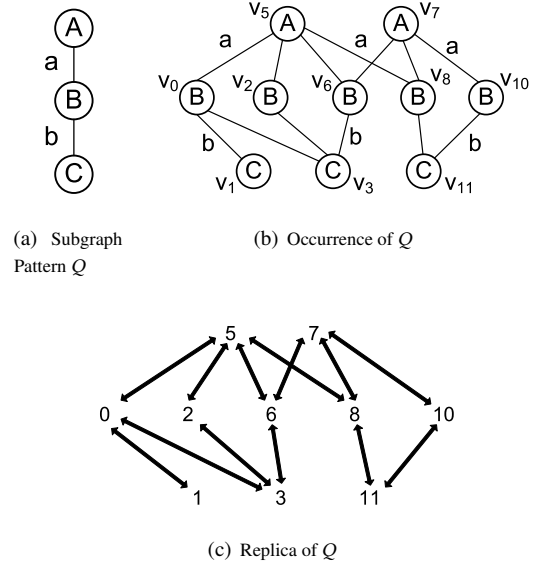 A
a
B
b
C
v5 A A v7
a a a
v0 B v2 B v6 B B v8 B v10
b b b
v1 C C v3 C v11
(a) Subgraph
Pattern Q
(b) Occurrence of Q
5 7
0 2 6 8 10
1 3 11
(c) Replica of Q